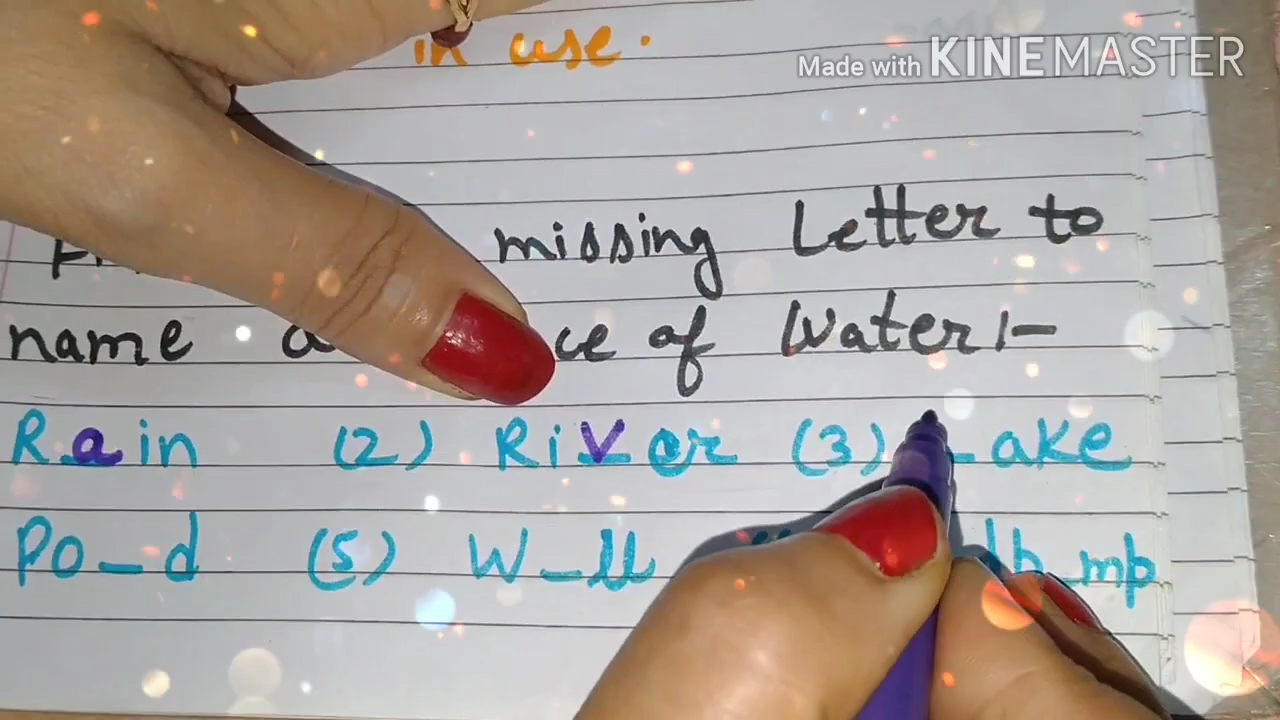 in use.
Made with KINEMASTER
missing Letter to
name of Water:-
Rain (2) River (3) _ake
Po_d (5) W_ll